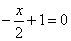 −x/2 + 1 = 0